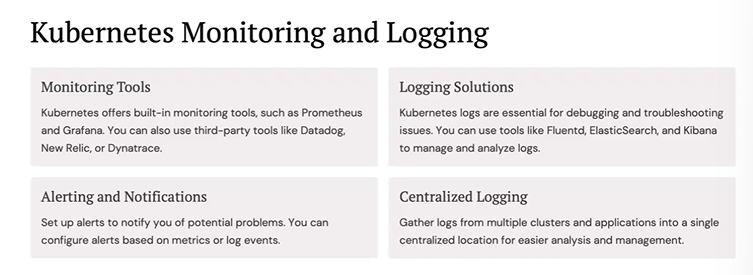 Kubernetes Monitoring and Logging
Monitoring Tools
Kubernetes offers built-in monitoring tools, such as Prometheus
and Grafana. You can also use third-party tools like Datadog,
New Relic, or Dynatrace.
Logging Solutions
Kubernetes logs are essential for debugging and troubleshooting
issues. You can use tools like Fluentd, ElasticSearch, and Kibana
to manage and analyze logs.
Alerting and Notifications
Set up alerts to notify you of potential problems. You can
configure alerts based on metrics or log events.
Centralized Logging
Gather logs from multiple clusters and applications into a single
centralized location for easier analysis and management.